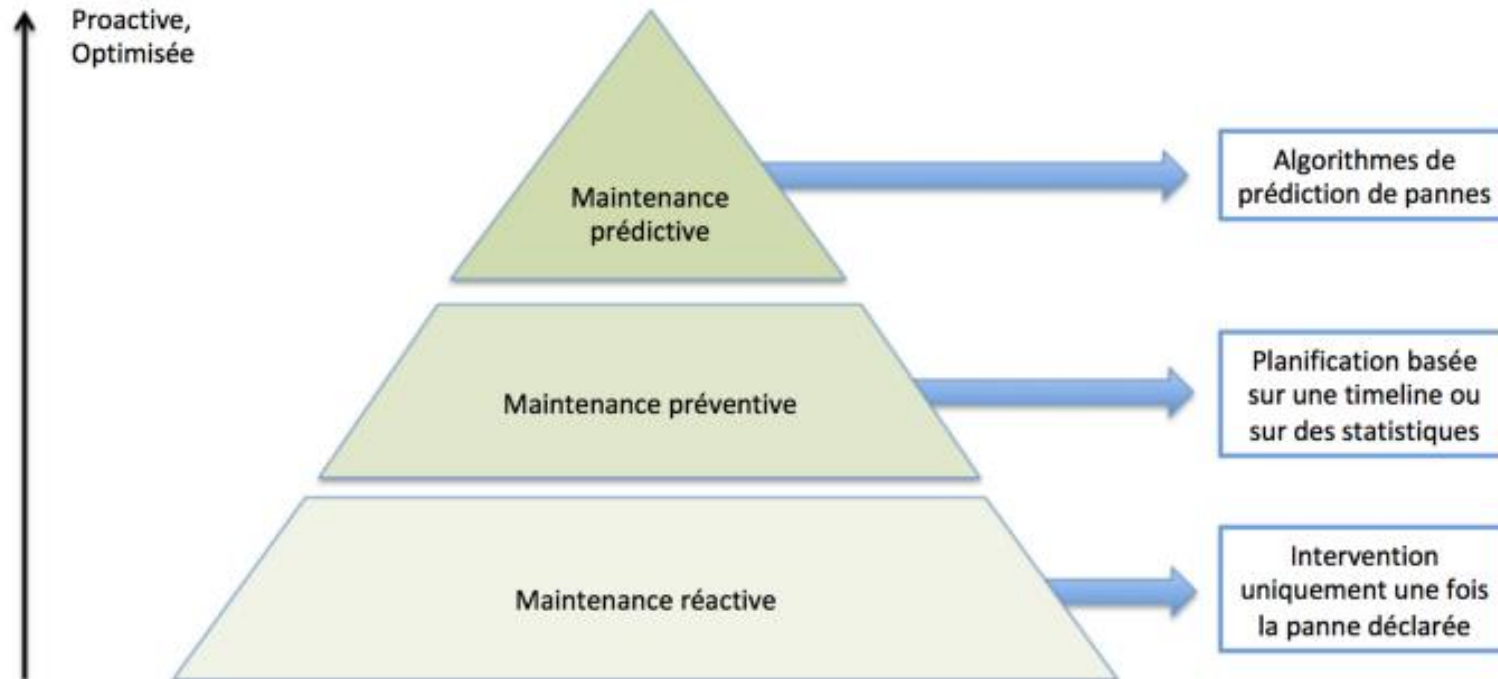 Proactive,
Optimisée
Maintenance
prédictive
Algorithmes de
prédiction de pannes
Maintenance préventive
Planification basée
sur une timeline ou
sur des statistiques
Maintenance réactive
Intervention
uniquement une fois
la panne déclarée